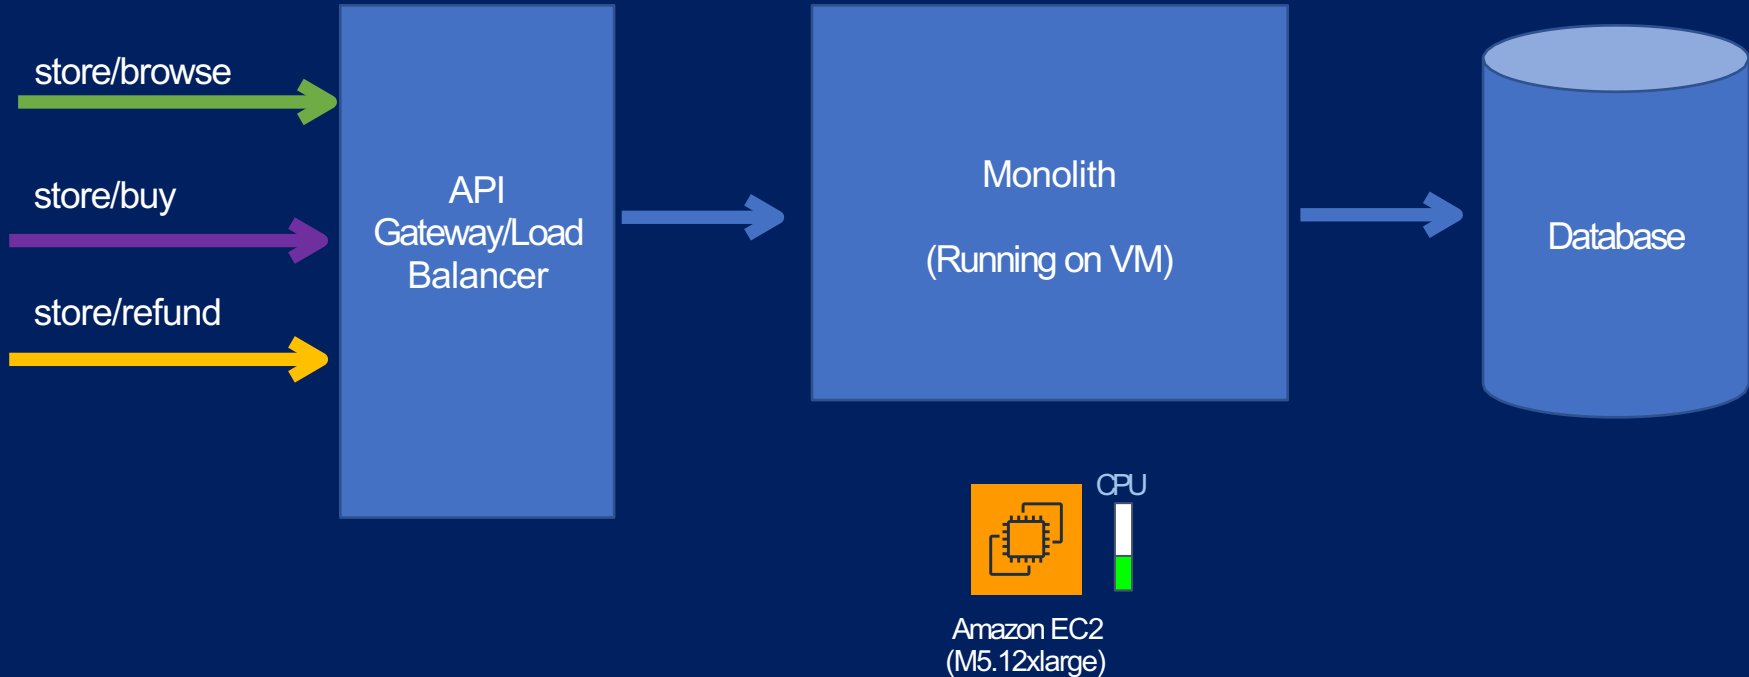 store/browse
store/buy
store/refund
API
Gateway/Load
Balancer
Monolith
(Running on VM)
Database
CPU
Amazon EC2
(M5.12xlarge)